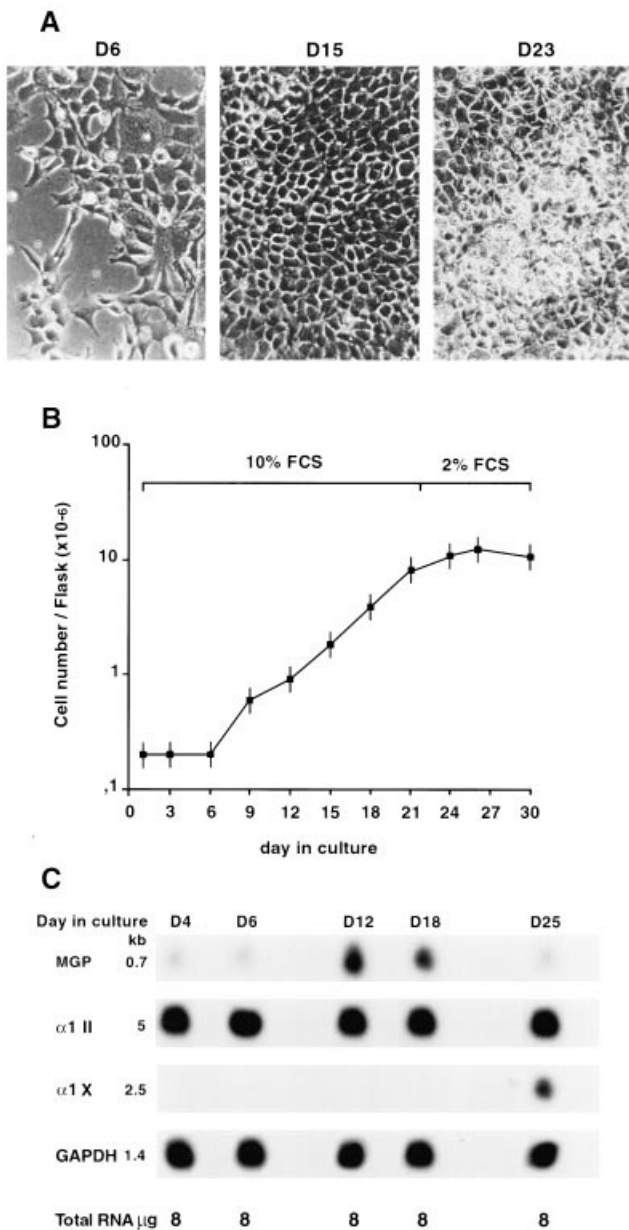 A
D6 D15 D23
B
100
10% FCS 2% FCS
10
1
,1
Cell number / Flask (x10-6)
0 3 6 9 12 15 18 21 24 27 30
day in culture
C
Day in culture D4 D6 D12 D18 D25
kb
MGP 0.7
α1 II 5
α1 X 2.5
GAPDH 1.4
Total RNA µg 8 8 8 8 8